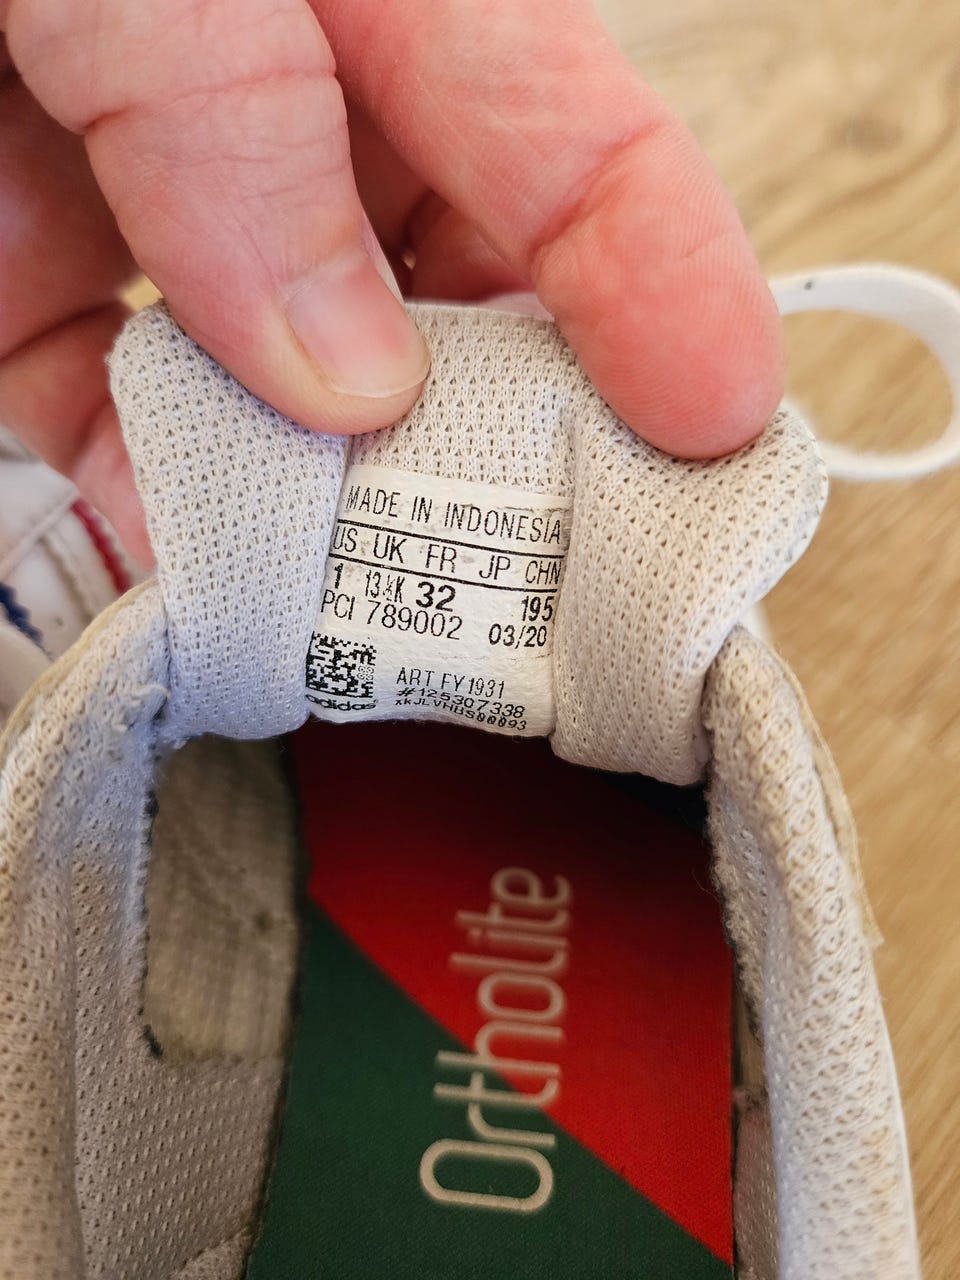 MADE IN INDONESIA
US UK FR JP CHN
1 13½K 32 195
PCI 789002 03/20
ART FY1931
#125307338
xkJLVHBS00093
adidas
Ortholite